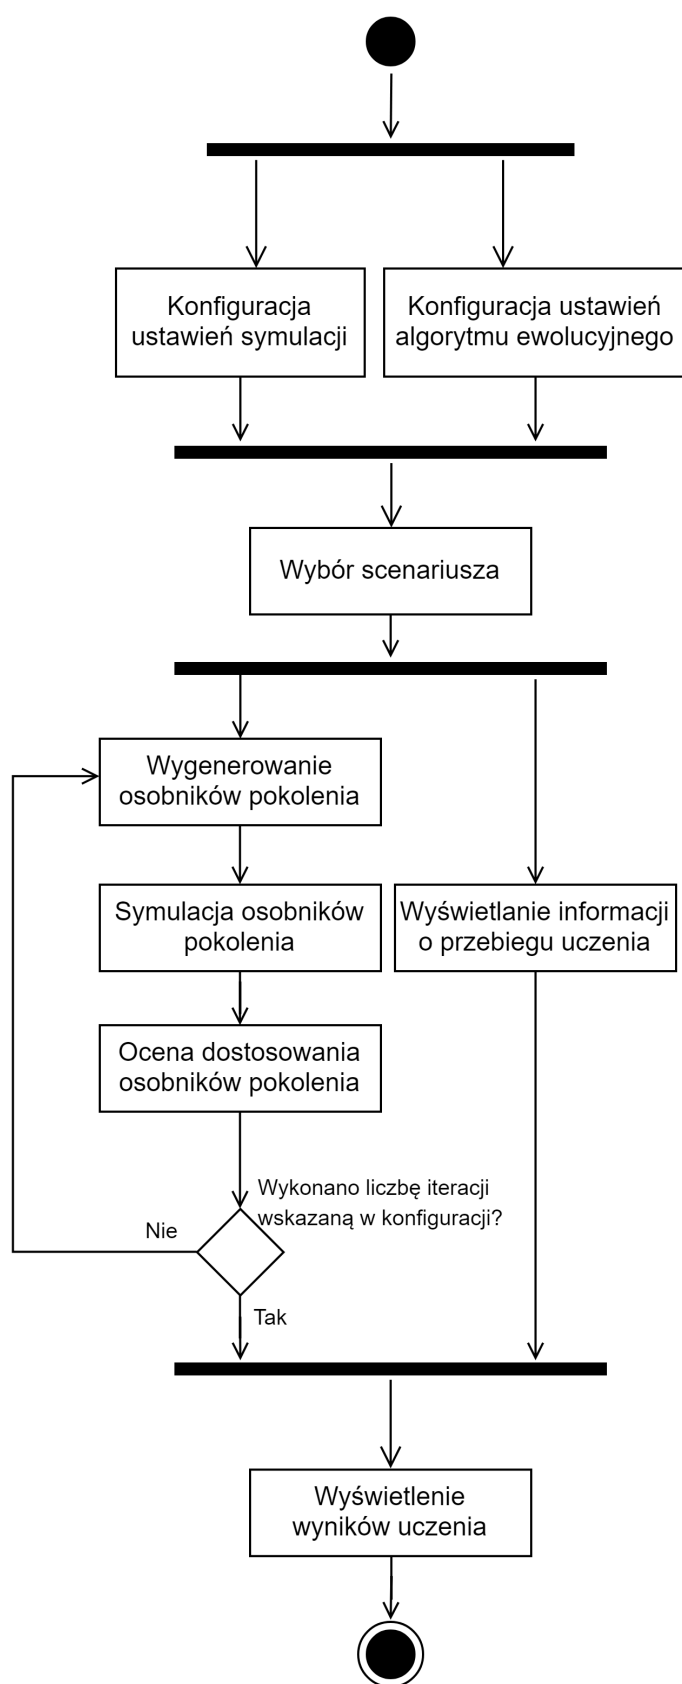 Konfiguracja
ustawień symulacji
Konfiguracja ustawień
algorytmu ewolucyjnego
Wybór scenariusza
Wygenerowanie
osobników pokolenia
Symulacja osobników
pokolenia
Wyświetlanie informacji
o przebiegu uczenia
Ocena dostosowania
osobników pokolenia
Wykonano liczbę iteracji
wskazaną w konfiguracji?
Nie
Tak
Wyświetlenie
wyników uczenia